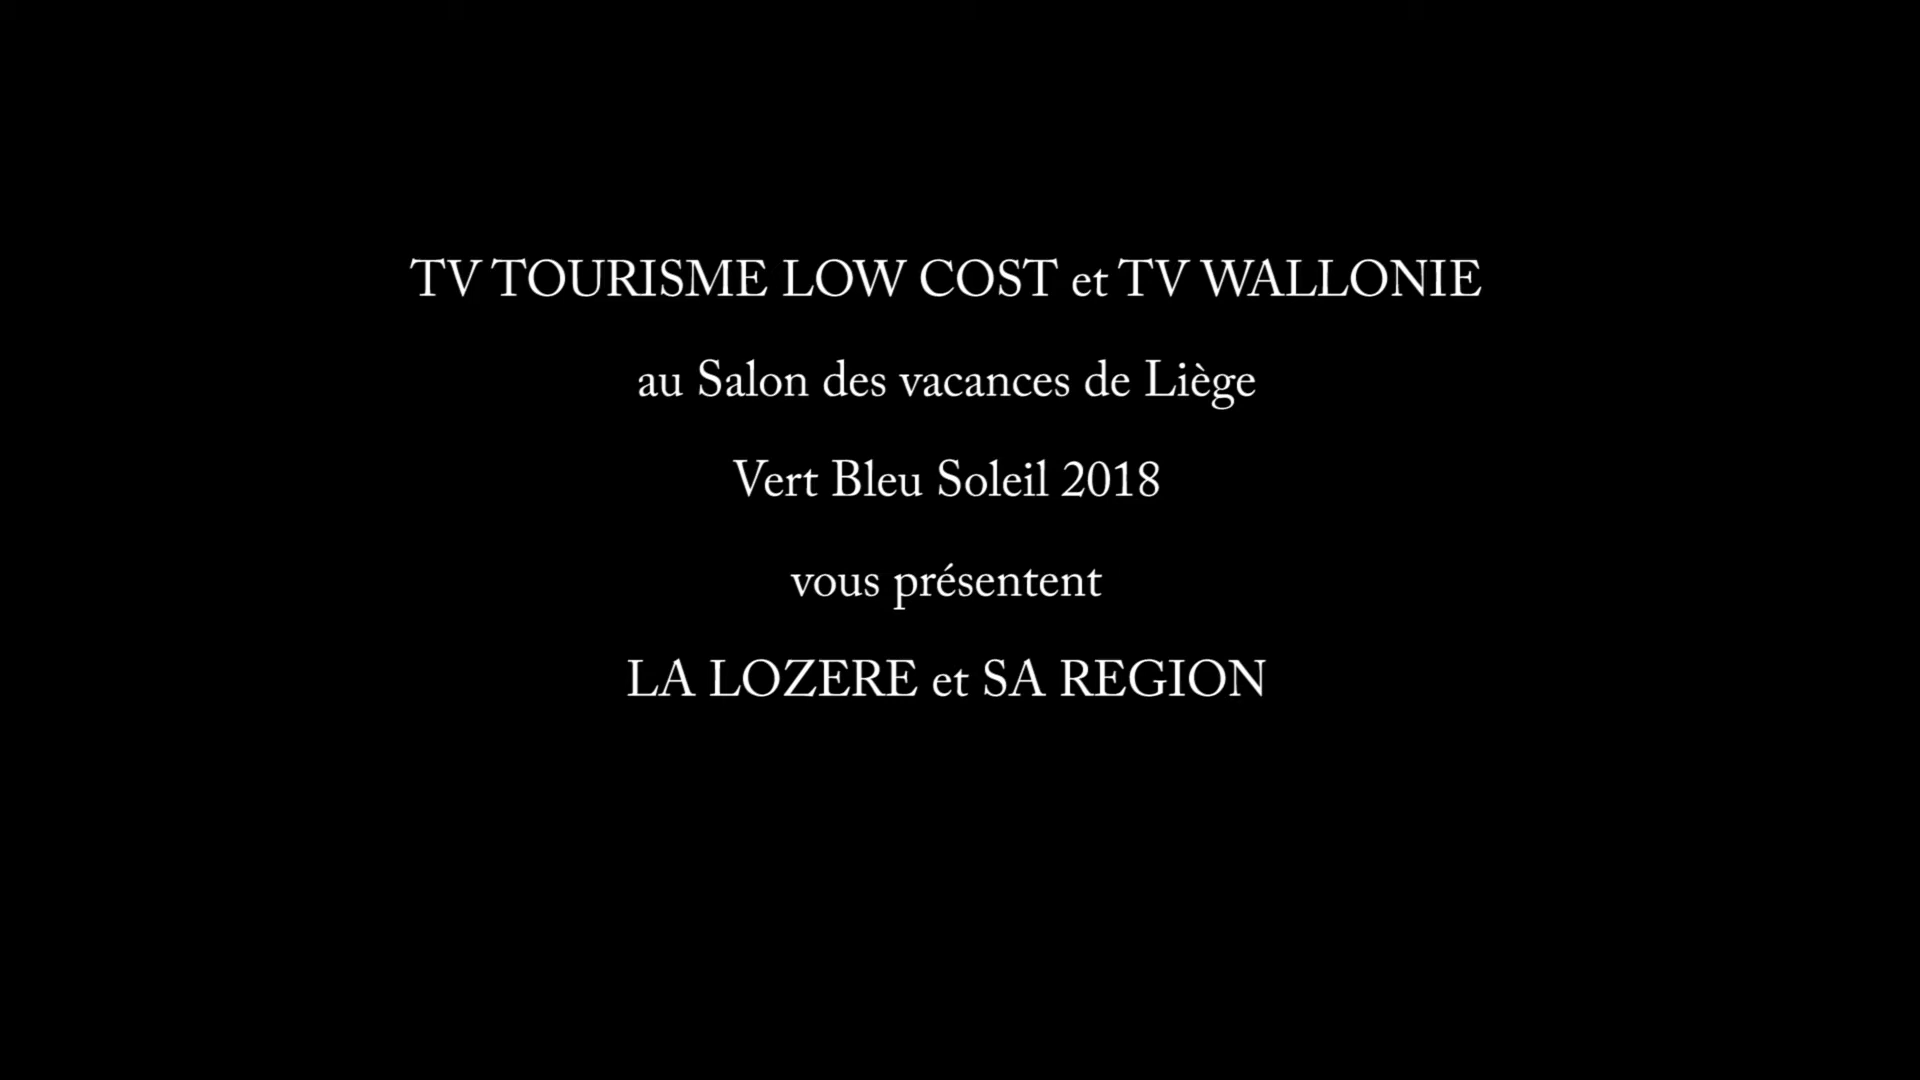 TV TOURISME LOW COST et TV WALLONIE
au Salon des vacances de Liège
Vert Bleu Soleil 2018
vous présentent
LA LOZERE et SA REGION